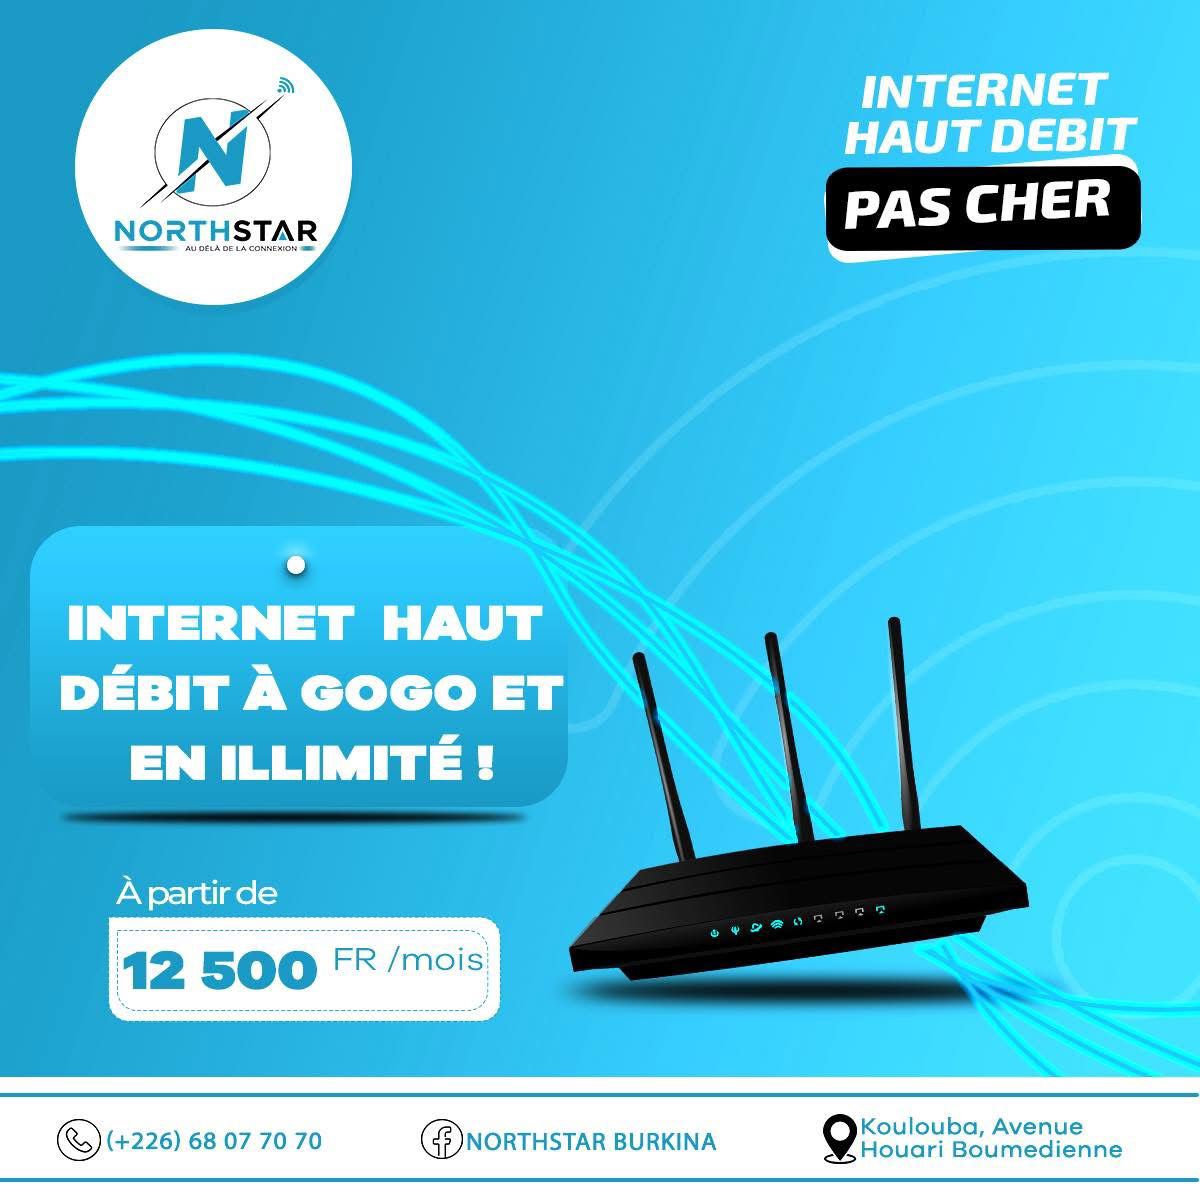 N
NORTHSTAR
AU DÉLÀ DE LA CONNEXION
INTERNET
HAUT DEBIT
PAS CHER
INTERNET HAUT
DÉBIT À GOGO ET
EN ILLIMITÉ !
À partir de
12 500 FR /mois
(+226) 68 07 70 70
NORTHSTAR BURKINA
Koulouba, Avenue
Houari Boumedienne